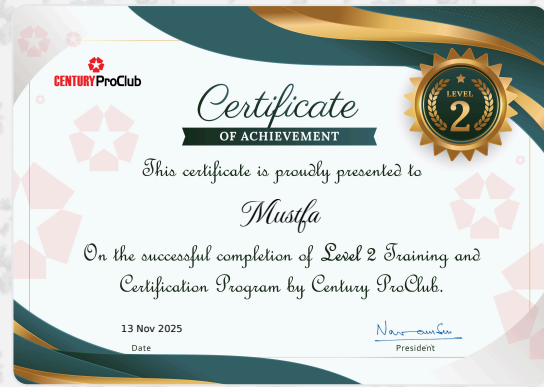 CENTURY ProClub
Certificate
OF ACHIEVEMENT
LEVEL
2
This certificate is proudly presented to
Mustfa
On the successful completion of Level 2 Training and
Certification Program by Century ProClub.
13 Nov 2025
Date
President